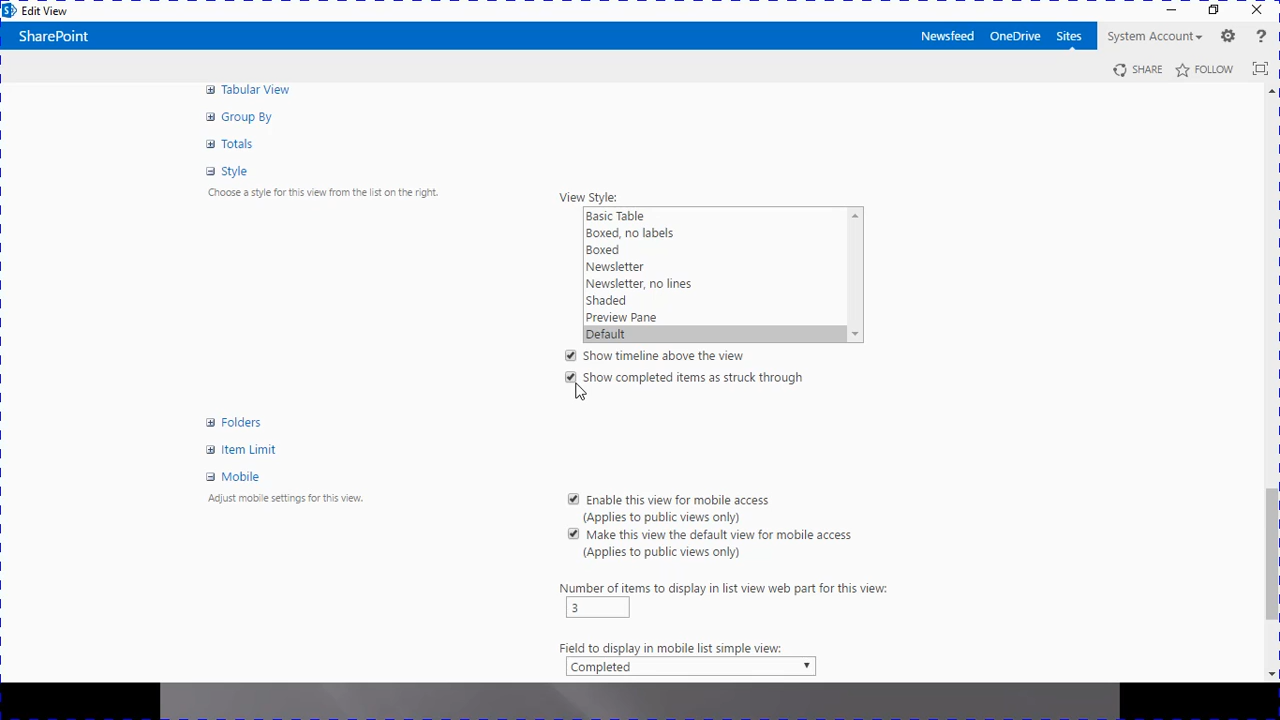 Edit View
SharePoint
Newsfeed OneDrive Sites System Account ?
SHARE FOLLOW
Tabular View
Group By
Totals
Style
Choose a style for this view from the list on the right.
View Style:
Basic Table
Boxed, no labels
Boxed
Newsletter
Newsletter, no lines
Shaded
Preview Pane
Default
Show timeline above the view
Show completed items as struck through
Folders
Item Limit
Mobile
Adjust mobile settings for this view.
Enable this view for mobile access
(Applies to public views only)
Make this view the default view for mobile access
(Applies to public views only)
Number of items to display in list view web part for this view:
3
Field to display in mobile list simple view:
Completed